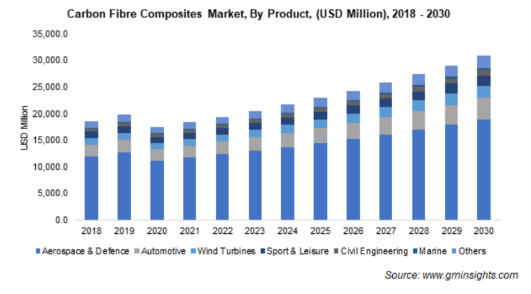 Carbon Fibre Composites Market, By Product, (USD Million), 2018 - 2030
35,000.0
30,000.0
25,000.0
20,000.0
15,000.0
10,000.0
5,000.0
0.0
USD Million
2018 2019 2020 2021 2022 2023 2024 2025 2026 2027 2028 2029 2030
Aerospace & Defence Automotive Wind Turbines Sport & Leisure Civil Engineering Marine Others
Source: www.gminsights.com